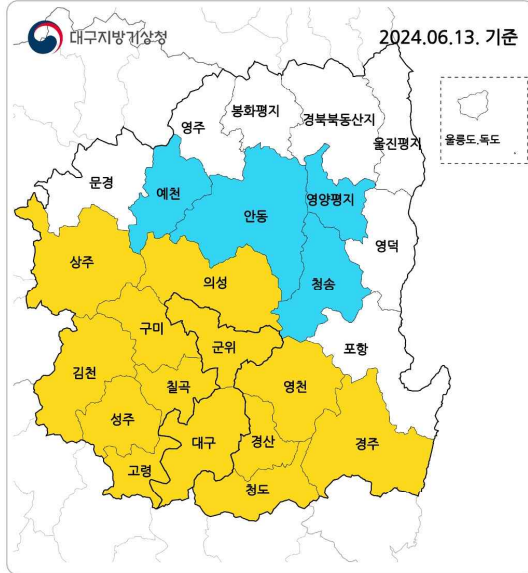 대구지방기상청
2024.06.13. 기준
봉화평지
경북북동산지
영주
울진평지
울릉도,독도
문경
예천
영양평지
안동
영덕
상주
의성
청송
구미
군위
포항
김천
칠곡
영천
성주
대구
경산
경주
고령
청도